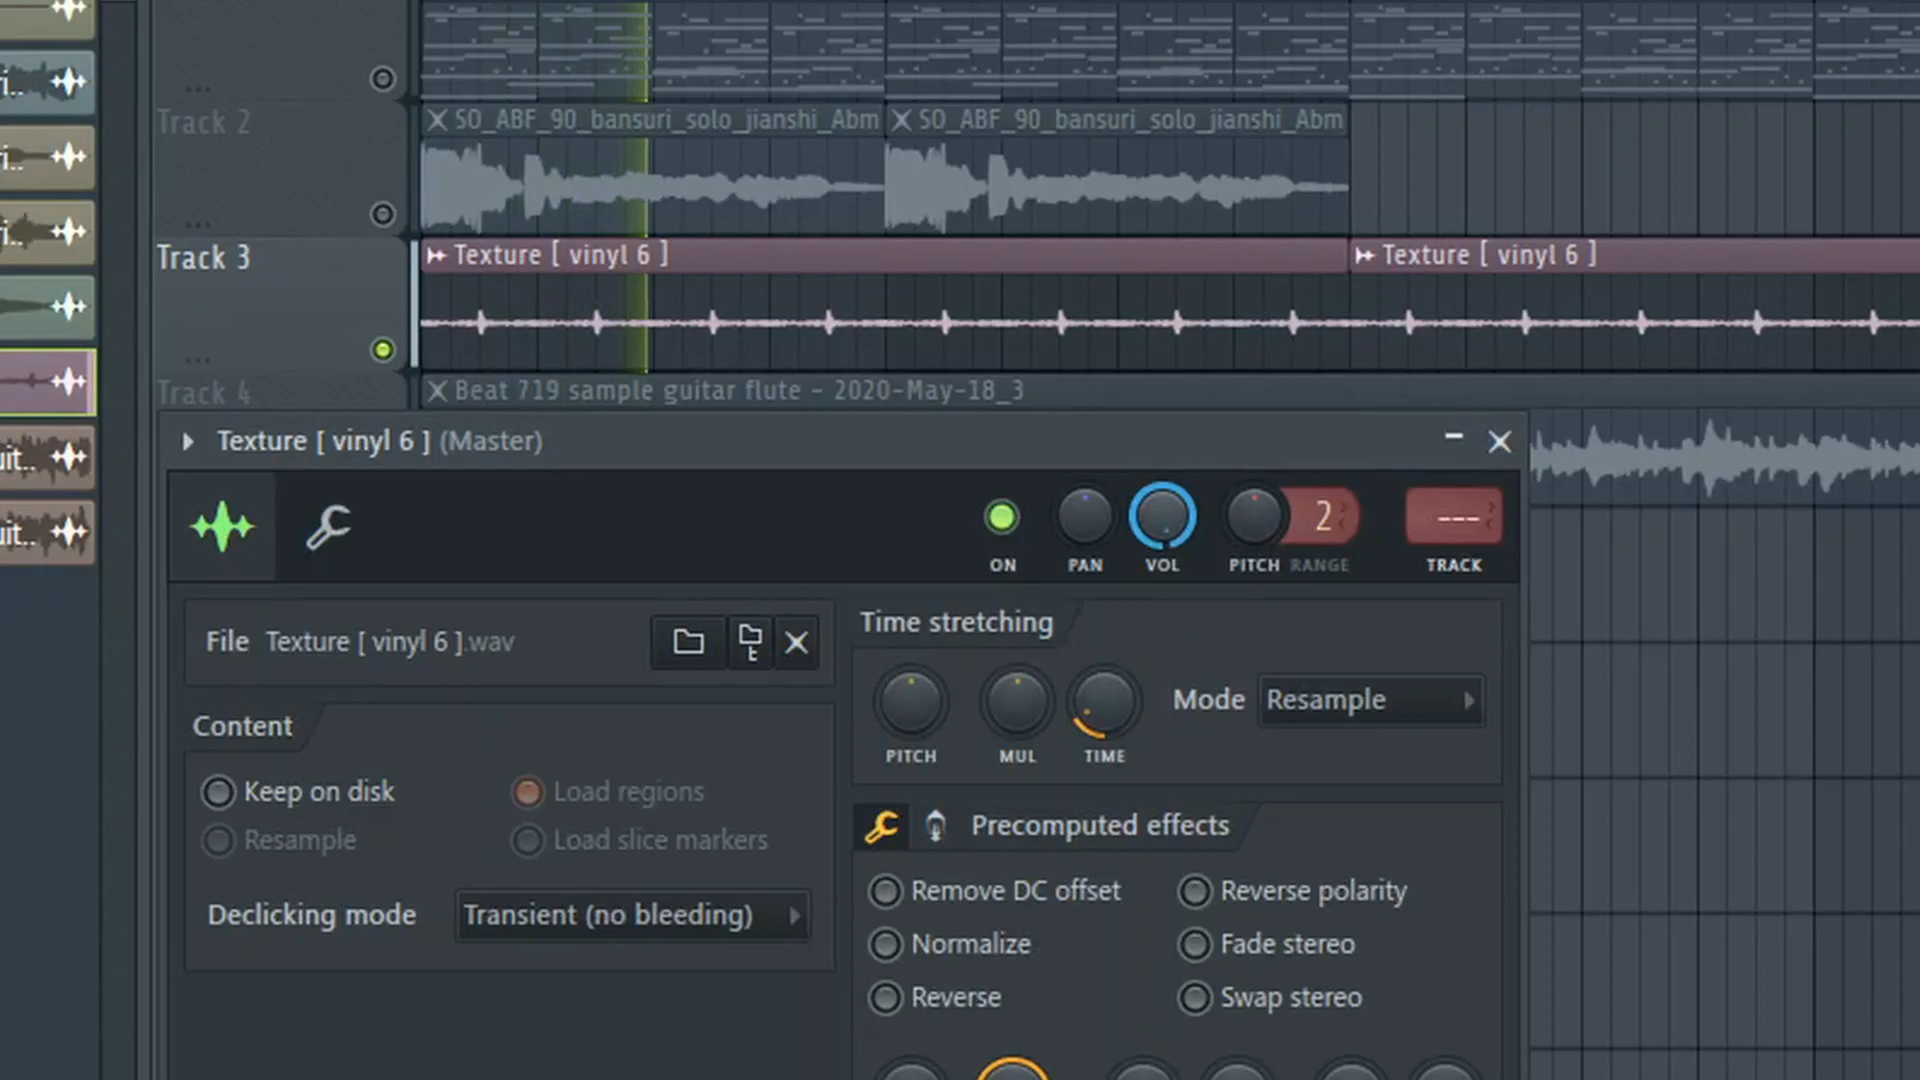 Track 2
SO_ABF_90_bansuri_solo_jianshi_Abm
SO_ABF_90_bansuri_solo_jianshi_Abm
Track 3
Texture [ vinyl 6 ]
Texture [ vinyl 6 ]
Track 4
Beat 719 sample guitar flute - 2020-May-18_3
Texture [ vinyl 6 ] (Master)
2
---
ON
PAN
VOL
PITCH
RANGE
TRACK
File Texture [ vinyl 6 ].wav
Time stretching
PITCH
MUL
TIME
Mode
Resample
Content
Keep on disk
Load regions
Resample
Load slice markers
Declicking mode
Transient (no bleeding)
Precomputed effects
Remove DC offset
Reverse polarity
Normalize
Fade stereo
Reverse
Swap stereo